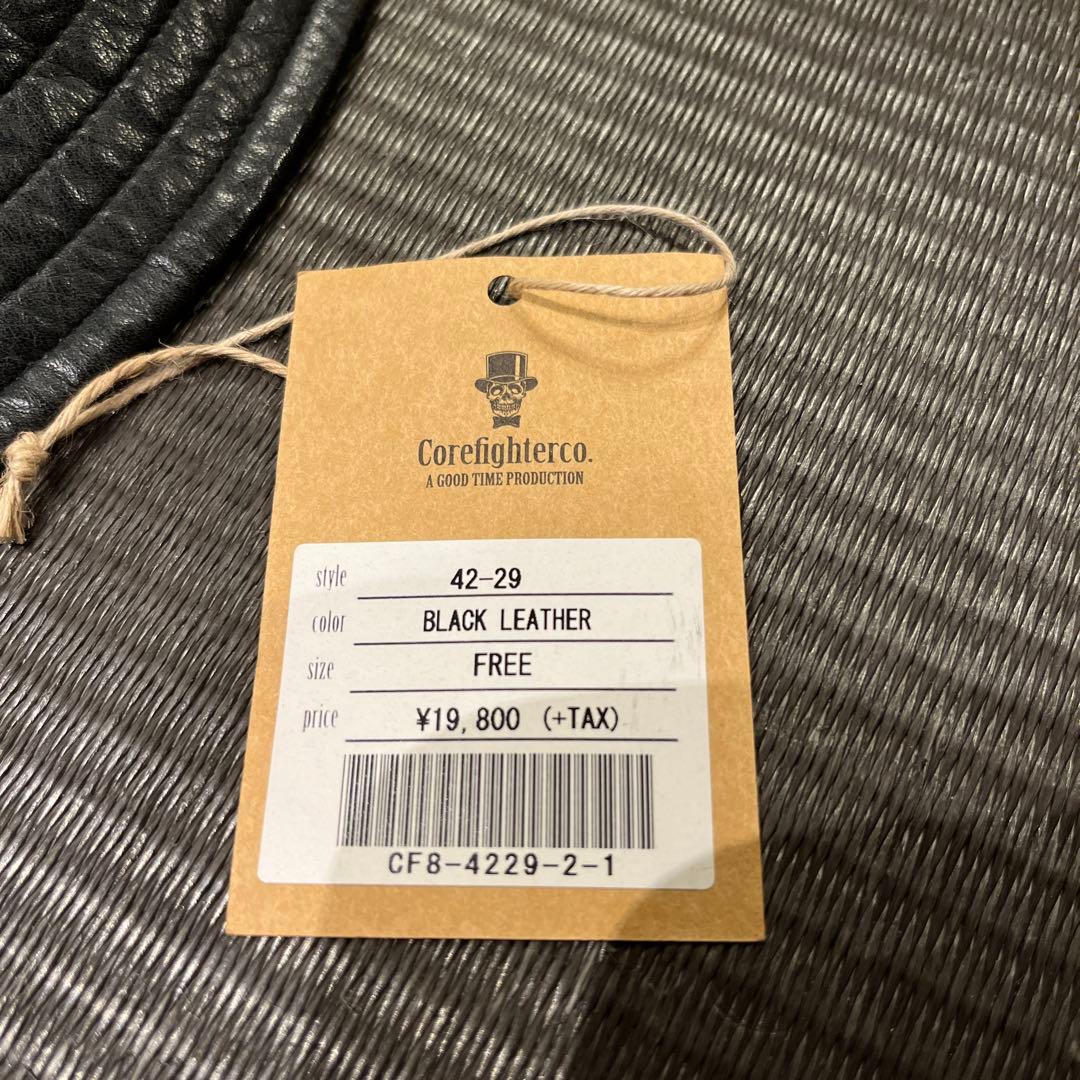 Corefighterco.
A GOOD TIME PRODUCTION
style 42-29
color BLACK LEATHER
size FREE
price ¥19,800 (+TAX)
CF8-4229-2-1